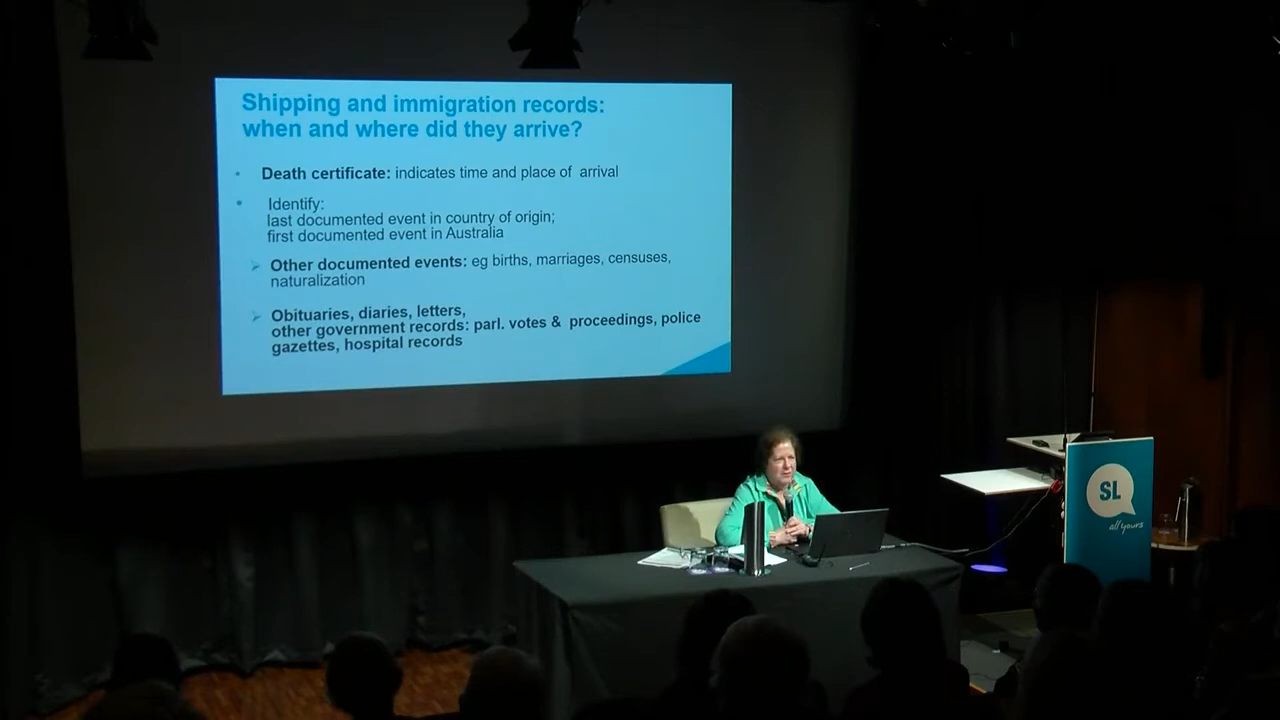 Shipping and immigration records:
when and where did they arrive?
• Death certificate: indicates time and place of arrival
• Identify:
last documented event in country of origin;
first documented event in Australia
➢ Other documented events: eg births, marriages, censuses,
naturalization
➢ Obituaries, diaries, letters,
other government records: parl. votes & proceedings, police
gazettes, hospital records
SL
all yours